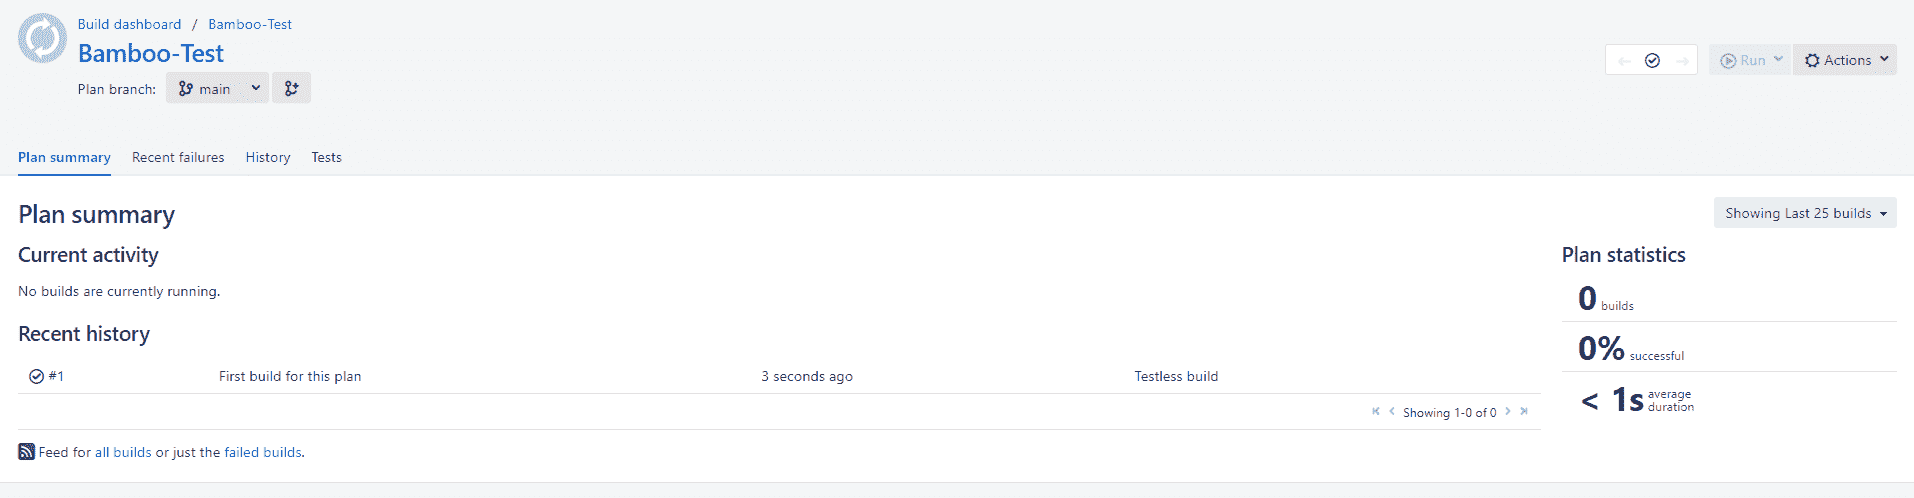 Build dashboard / Bamboo-Test
Bamboo-Test
Run Actions
Plan branch: main
Plan summary Recent failures History Tests
Plan summary
Showing Last 25 builds
Current activity
No builds are currently running.
Recent history
#1 First build for this plan 3 seconds ago Testless build
Showing 1-0 of 0
Feed for all builds or just the failed builds.
Plan statistics
0 builds
0% successful
< 1s average
duration